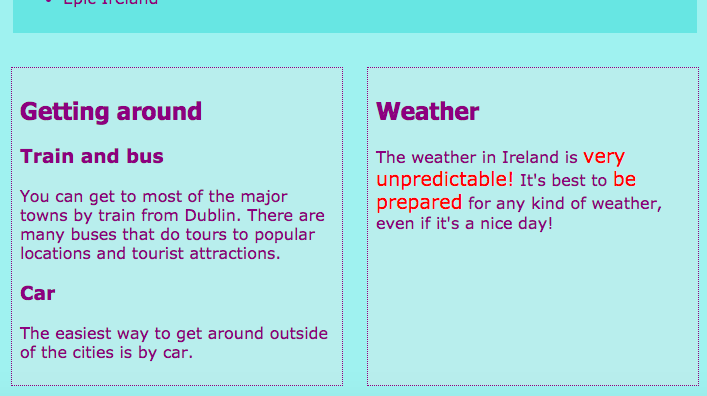 Epic Ireland
Getting around
Train and bus
You can get to most of the major
towns by train from Dublin. There are
many buses that do tours to popular
locations and tourist attractions.
Car
The easiest way to get around outside
of the cities is by car.
Weather
The weather in Ireland is very
unpredictable! It's best to be
prepared for any kind of weather,
even if it's a nice day!